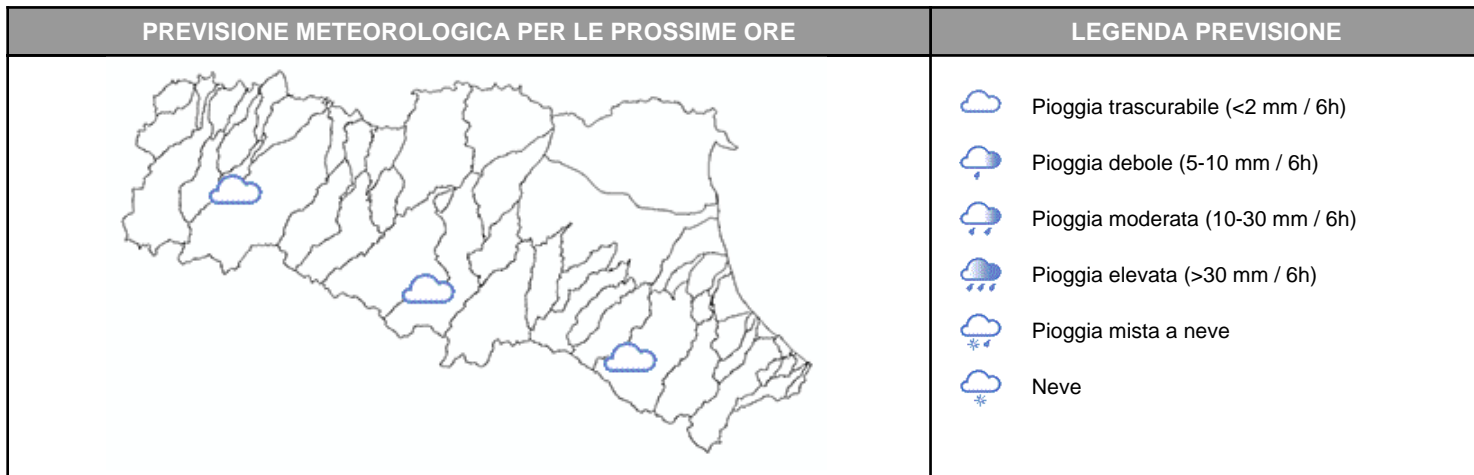 PREVISIONE METEOROLOGICA PER LE PROSSIME ORE
LEGENDA PREVISIONE
Pioggia trascurabile (<2 mm / 6h)
Pioggia debole (5-10 mm / 6h)
Pioggia moderata (10-30 mm / 6h)
Pioggia elevata (>30 mm / 6h)
Pioggia mista a neve
Neve